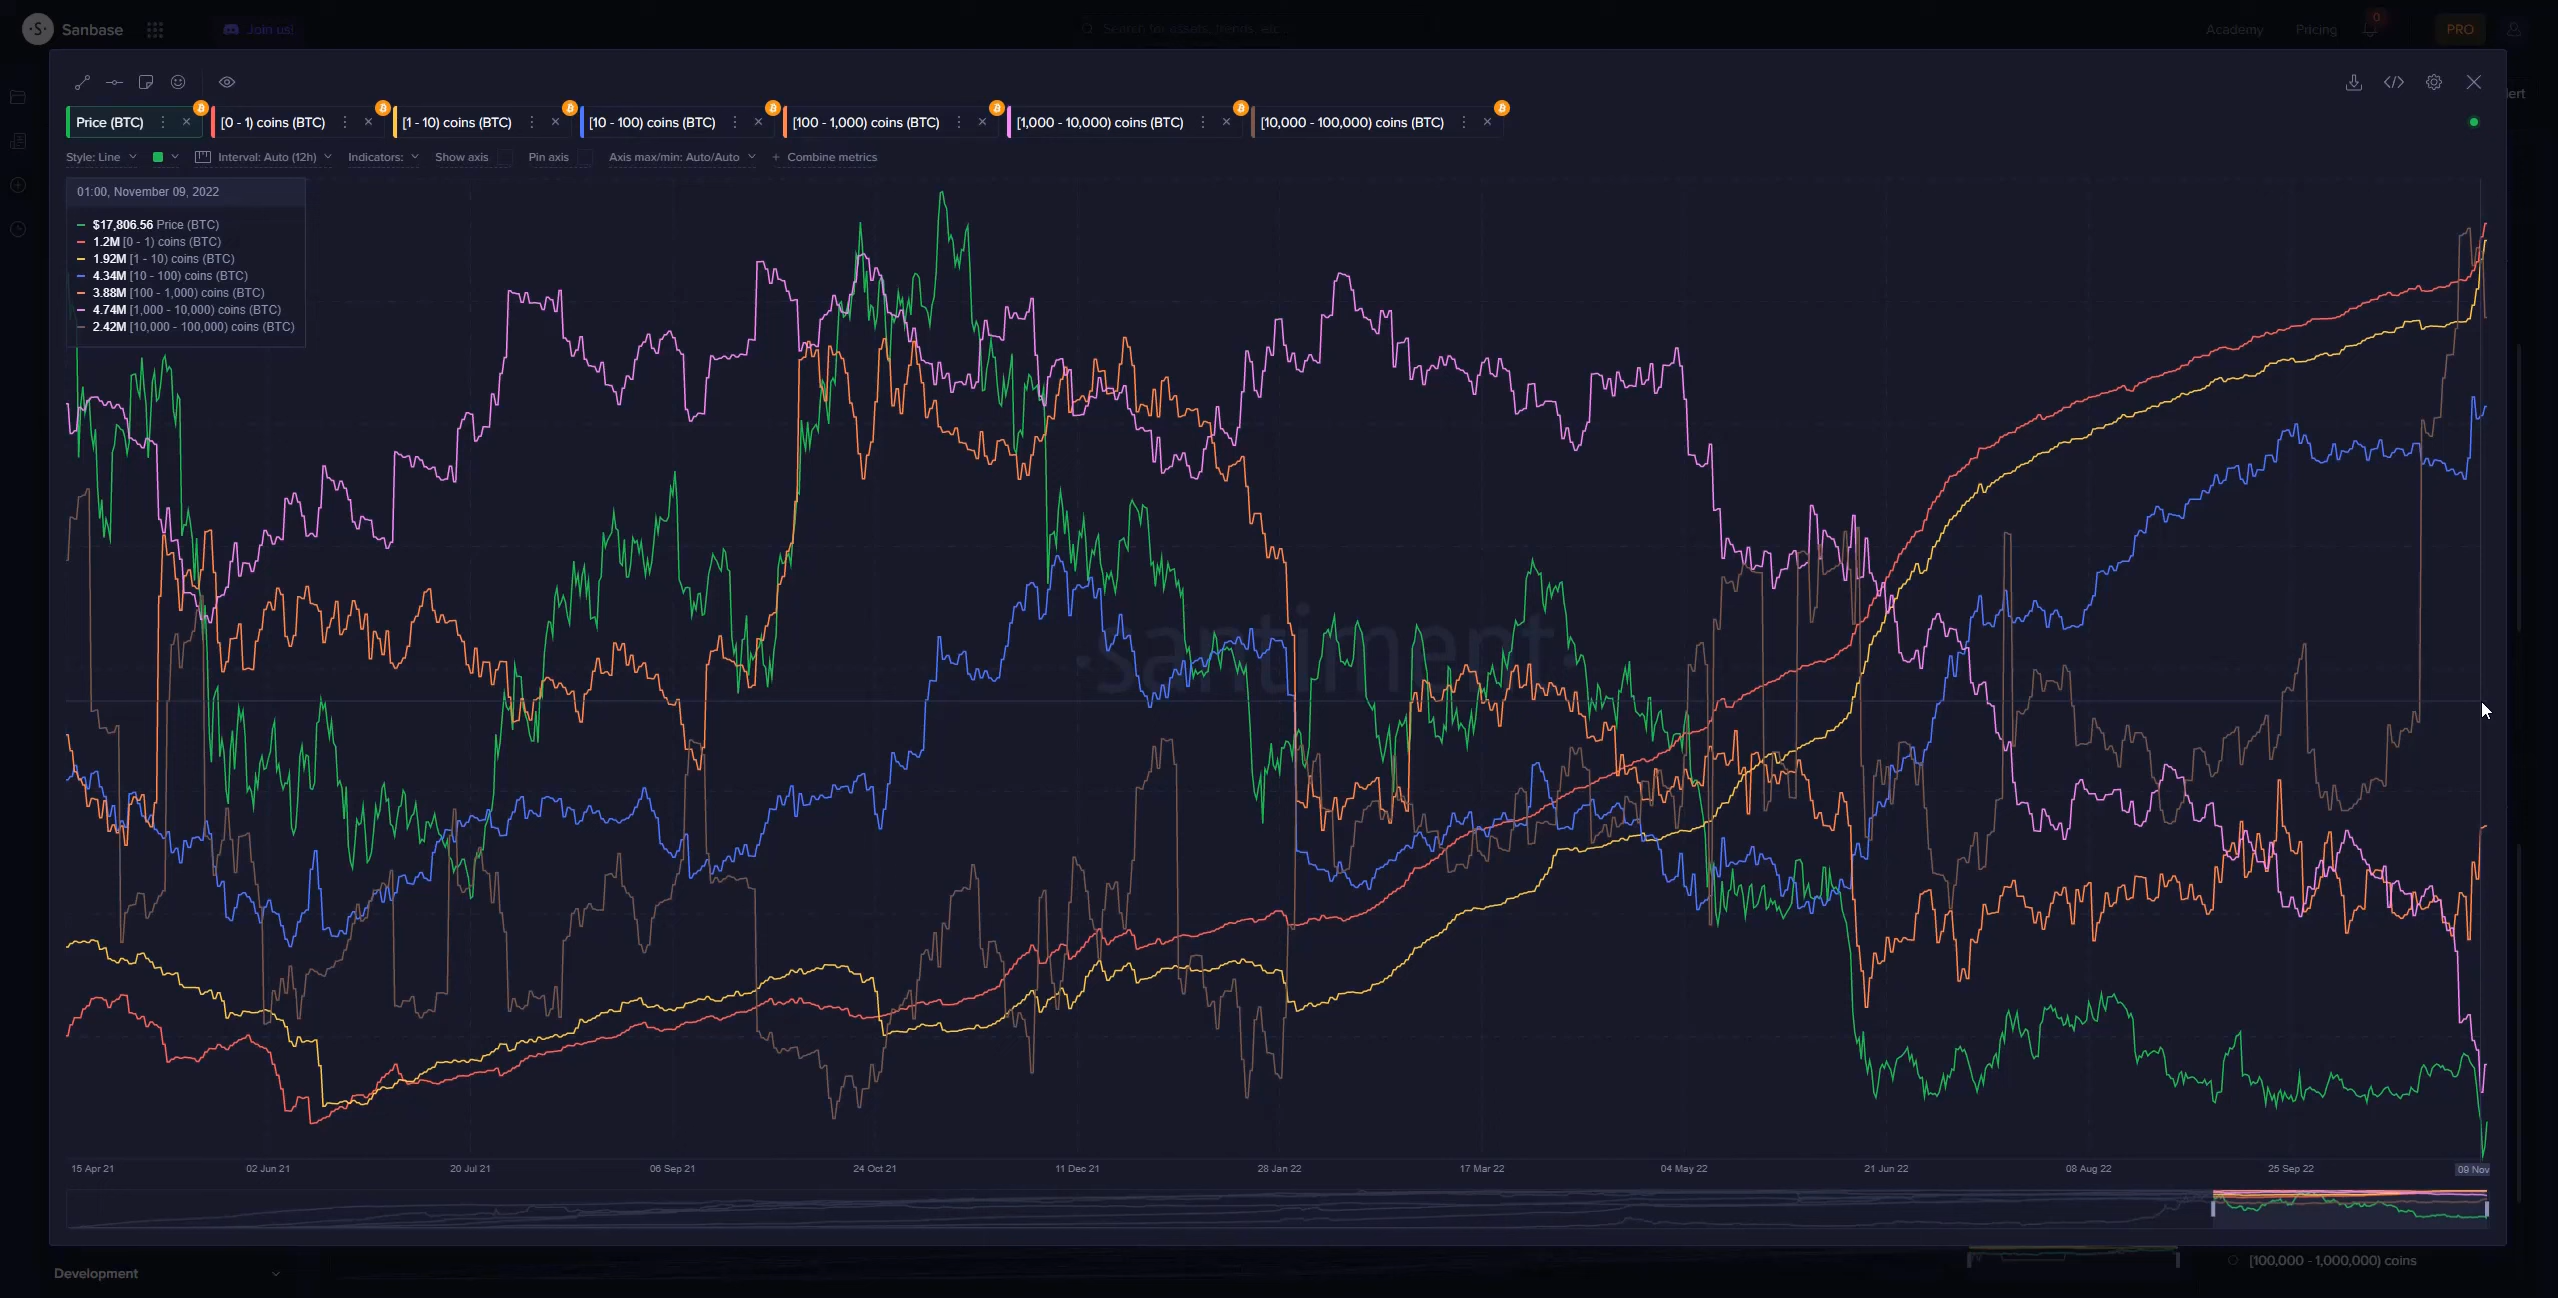 Sanbase
Join us!
Search for assets, trends, etc...
Academy
Pricing
0
PRO
Price (BTC)
[0 - 1) coins (BTC)
[1 - 10) coins (BTC)
[10 - 100) coins (BTC)
[100 - 1,000) coins (BTC)
[1,000 - 10,000) coins (BTC)
[10,000 - 100,000) coins (BTC)
Style: Line
Interval: Auto (12h)
Indicators:
Show axis
Pin axis
Axis max/min: Auto/Auto
+ Combine metrics
01:00, November 09, 2022
$17,806.56 Price (BTC)
1.2M [0 - 1) coins (BTC)
1.92M [1 - 10) coins (BTC)
4.34M [10 - 100) coins (BTC)
3.88M [100 - 1,000) coins (BTC)
4.74M [1,000 - 10,000) coins (BTC)
2.42M [10,000 - 100,000) coins (BTC)
·santiment·
15 Apr 21
02 Jun 21
20 Jul 21
06 Sep 21
24 Oct 21
11 Dec 21
28 Jan 22
17 Mar 22
04 May 22
21 Jun 22
08 Aug 22
25 Sep 22
09 Nov
Development
[100,000 - 1,000,000) coins